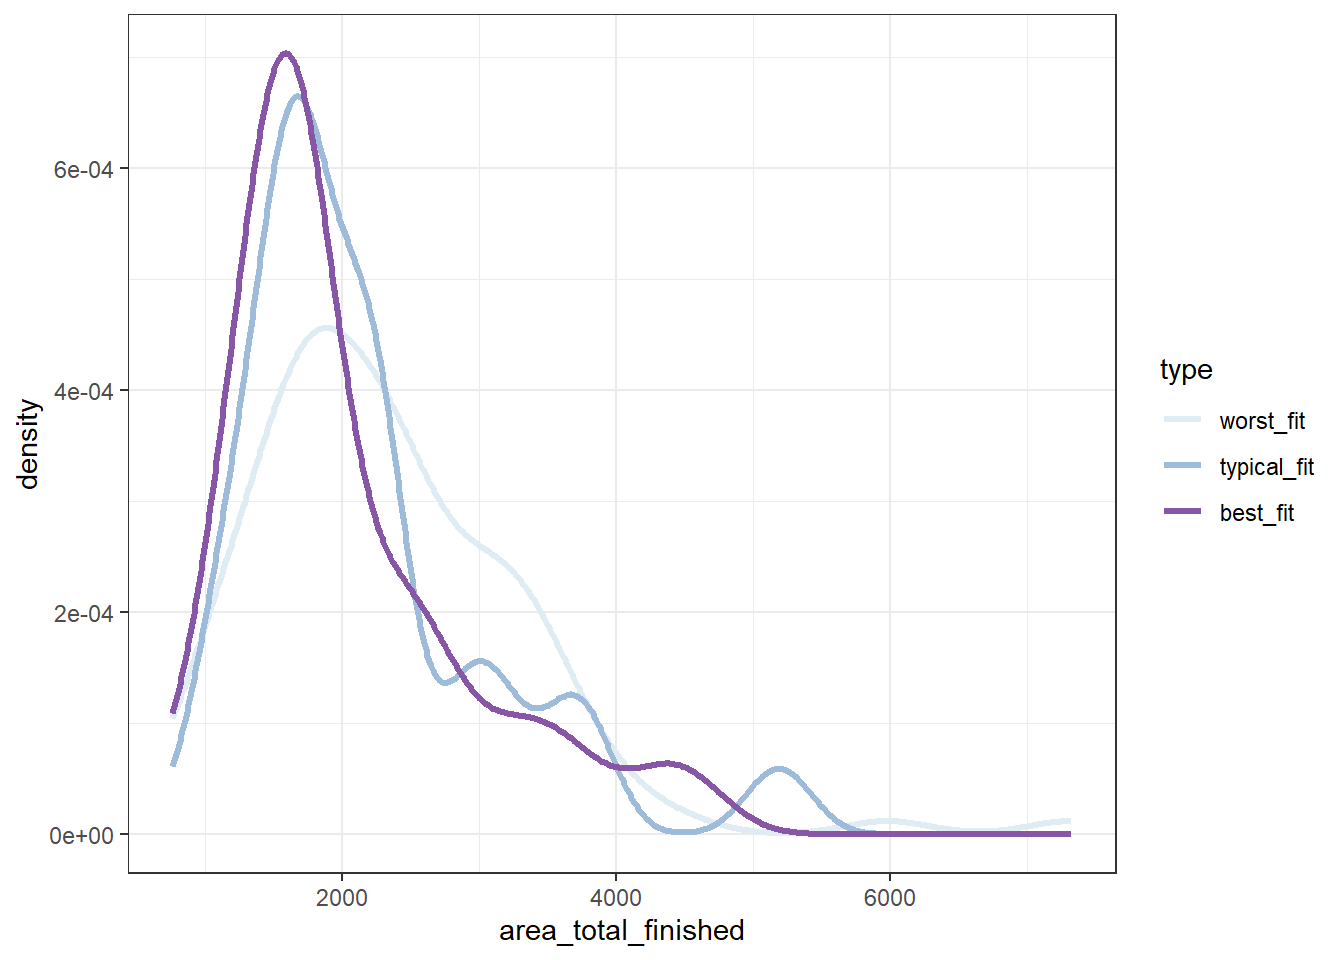 6e-04
4e-04
2e-04
0e+00
density
2000
4000
6000
area_total_finished
type
worst_fit
typical_fit
best_fit